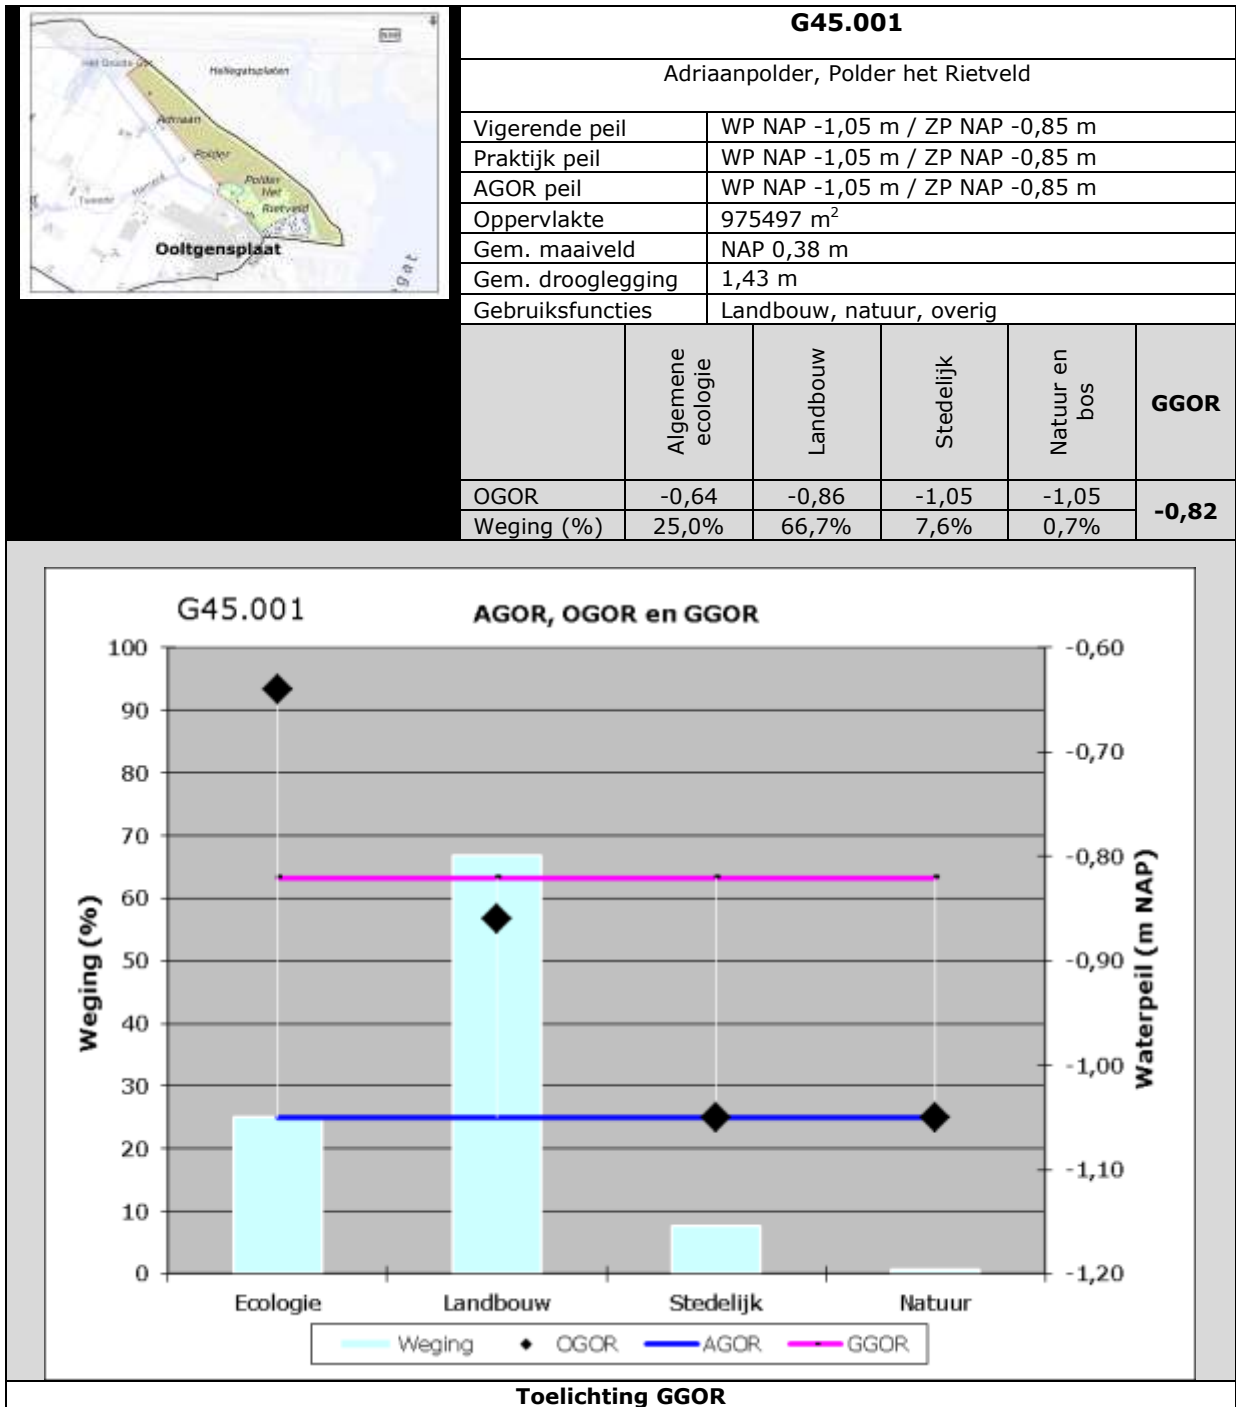 Hellegatsplaten
Adriaan
Polder
Polder
Het
Rietveld
Tweede
Ooltgensplaat
gat
G45.001
Adriaanpolder, Polder het Rietveld
Vigerende peil WP NAP -1,05 m / ZP NAP -0,85 m
Praktijk peil WP NAP -1,05 m / ZP NAP -0,85 m
AGOR peil WP NAP -1,05 m / ZP NAP -0,85 m
Oppervlakte 975497 m²
Gem. maaiveld NAP 0,38 m
Gem. drooglegging 1,43 m
Gebruiksfuncties Landbouw, natuur, overig
Algemene
ecologie
Landbouw
Stedelijk
Natuur en
bos
GGOR
OGOR -0,64 -0,86 -1,05 -1,05
-0,82
Weging (%) 25,0% 66,7% 7,6% 0,7%
G45.001 AGOR, OGOR en GGOR
100 -0,60
90
80 -0,70
70
60 -0,80
50 -0,90
40
30 -1,00
20 -1,10
10
0 -1,20
Weging (%)
Waterpeil (m NAP)
Ecologie Landbouw Stedelijk Natuur
Weging OGOR AGOR GGOR
Toelichting GGOR